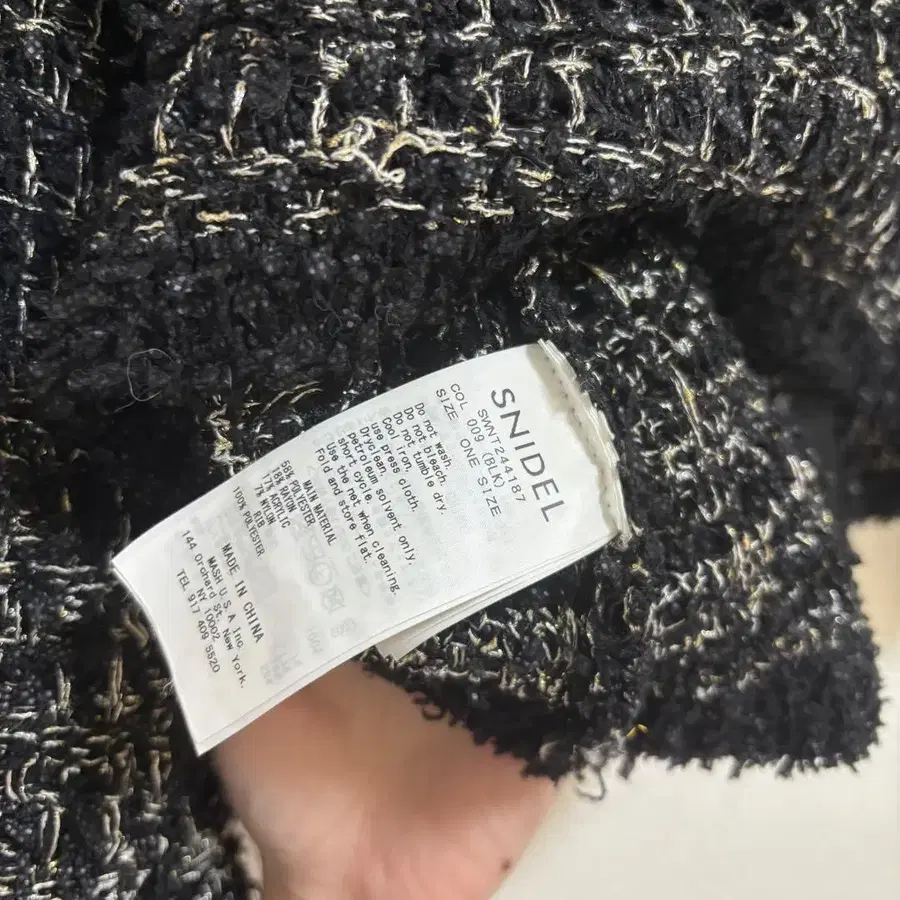 SNIDEL
SWNT244187
COL 009 (BLK)
SIZE ONE SIZE
Do not wash.
Do not bleach.
Do not tumble dry.
Cool iron,
use press cloth.
Dryclean,
petroleum solvent only,
short cycle.
Use the net when cleaning.
Fold and store flat.
MAIN MATERIAL
58% POLYESTER
18% RAYON
17% ACRYLIC
7% NYLON
RIB
100% POLYESTER
MADE IN CHINA
MASH U.S.A Inc.
144 Orchard St. New York,
NY 10002
TEL 917 409 5520